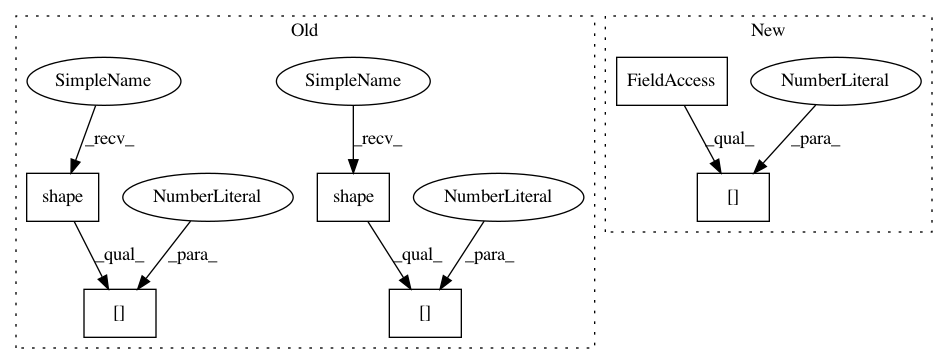 Old
New
SimpleName
SimpleName
FieldAccess
NumberLiteral
_recv_
_recv_
_qual_
_para_
shape
NumberLiteral
shape
NumberLiteral
[]
_qual_
_para_
_qual_
_para_
[]
[]